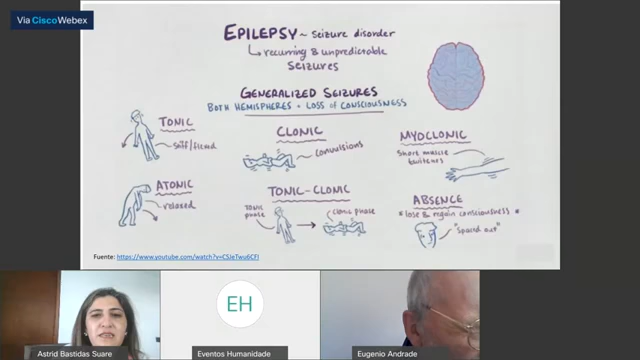 Via Cisco Webex
EPILEPSY ~ SEIZURE DISORDER
↳ recurring & unpredictable
SEIZURES
GENERALIZED SEIZURES
BOTH HEMISPHERES + LOSS of CONSCIOUSNESS
TONIC
stiff/flexed
CLONIC
convulsions
MYOCLONIC
short muscle
twitches
ATONIC
relaxed
TONIC-CLONIC
tonic
phase
clonic phase
ABSENCE
* lose & regain consciousness *
"spaced out"
Fuente: https://www.youtube.com/watch?v=CSJeTwu6CFI
EH
Astrid Bastidas Suare
Eventos Humanidade
Eugenio Andrade